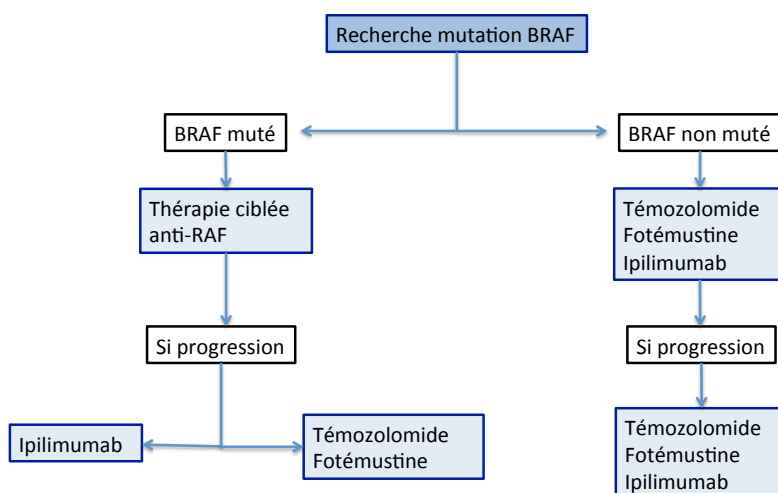 Recherche mutation BRAF
BRAF muté
BRAF non muté
Thérapie ciblée
anti-RAF
Témozolomide
Fotémustine
Ipilimumab
Si progression
Si progression
Ipilimumab
Témozolomide
Fotémustine
Témozolomide
Fotémustine
Ipilimumab